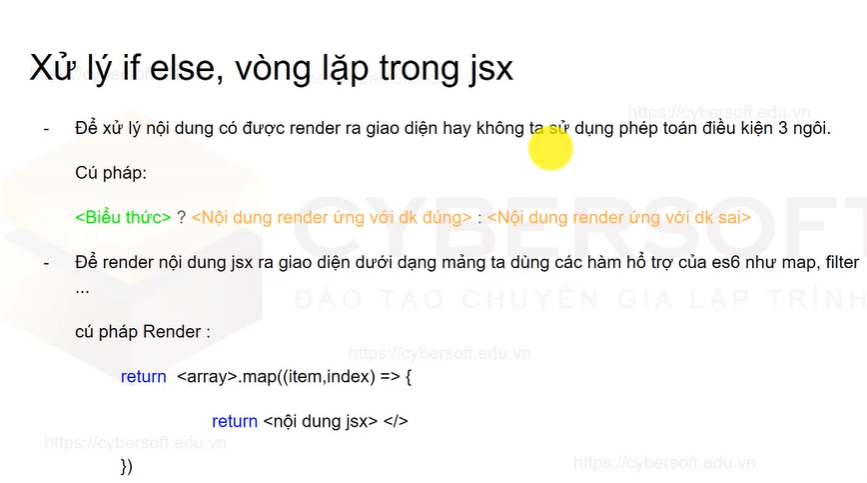 Xử lý if else, vòng lặp trong jsx
https://cybersoft.edu.vn
- Để xử lý nội dung có được render ra giao diện hay không ta sử dụng phép toán điều kiện 3 ngôi.
Cú pháp:
<Biểu thức> ? <Nội dung render ứng với dk đúng> : <Nội dung render ứng với dk sai>
CYBERSOFT
- Để render nội dung jsx ra giao diện dưới dạng mảng ta dùng các hàm hổ trợ của es6 như map, filter
...
ĐÀO TẠO CHUYÊN GIA LẬP TRÌNH
cú pháp Render :
https://cybersoft.edu.vn
return <array>.map((item,index) => {
return <nội dung jsx> </>
https://cybersoft.edu.vn
})
https://cybersoft.edu.vn